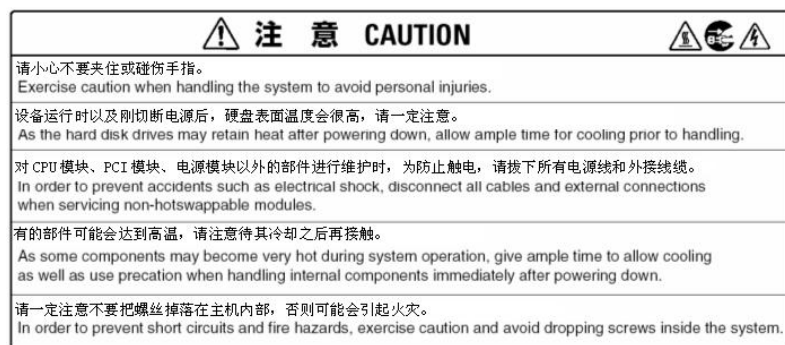 注 意 CAUTION
请小心不要夹住或碰伤手指。
Exercise caution when handling the system to avoid personal injuries.
设备运行时以及刚切断电源后，硬盘表面温度会很高，请一定注意。
As the hard disk drives may retain heat after powering down, allow ample time for cooling prior to handling.
对 CPU 模块、PCI 模块、电源模块以外的部件进行维护时，为防止触电，请拔下所有电源线和外接线缆。
In order to prevent accidents such as electrical shock, disconnect all cables and external connections
when servicing non-hotswappable modules.
有的部件可能会达到高温，请注意待其冷却之后再接触。
As some components may become very hot during system operation, give ample time to allow cooling
as well as use precation when handling internal components immediately after powering down.
请一定注意不要把螺丝掉落在主机内部，否则可能会引起火灾。
In order to prevent short circuits and fire hazards, exercise caution and avoid dropping screws inside the system.